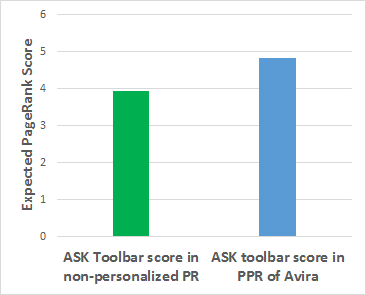 6
5
4
3
2
1
0
Expected PageRank Score
ASK Toolbar score in
non-personalized PR
ASK toolbar score in
PPR of Avira